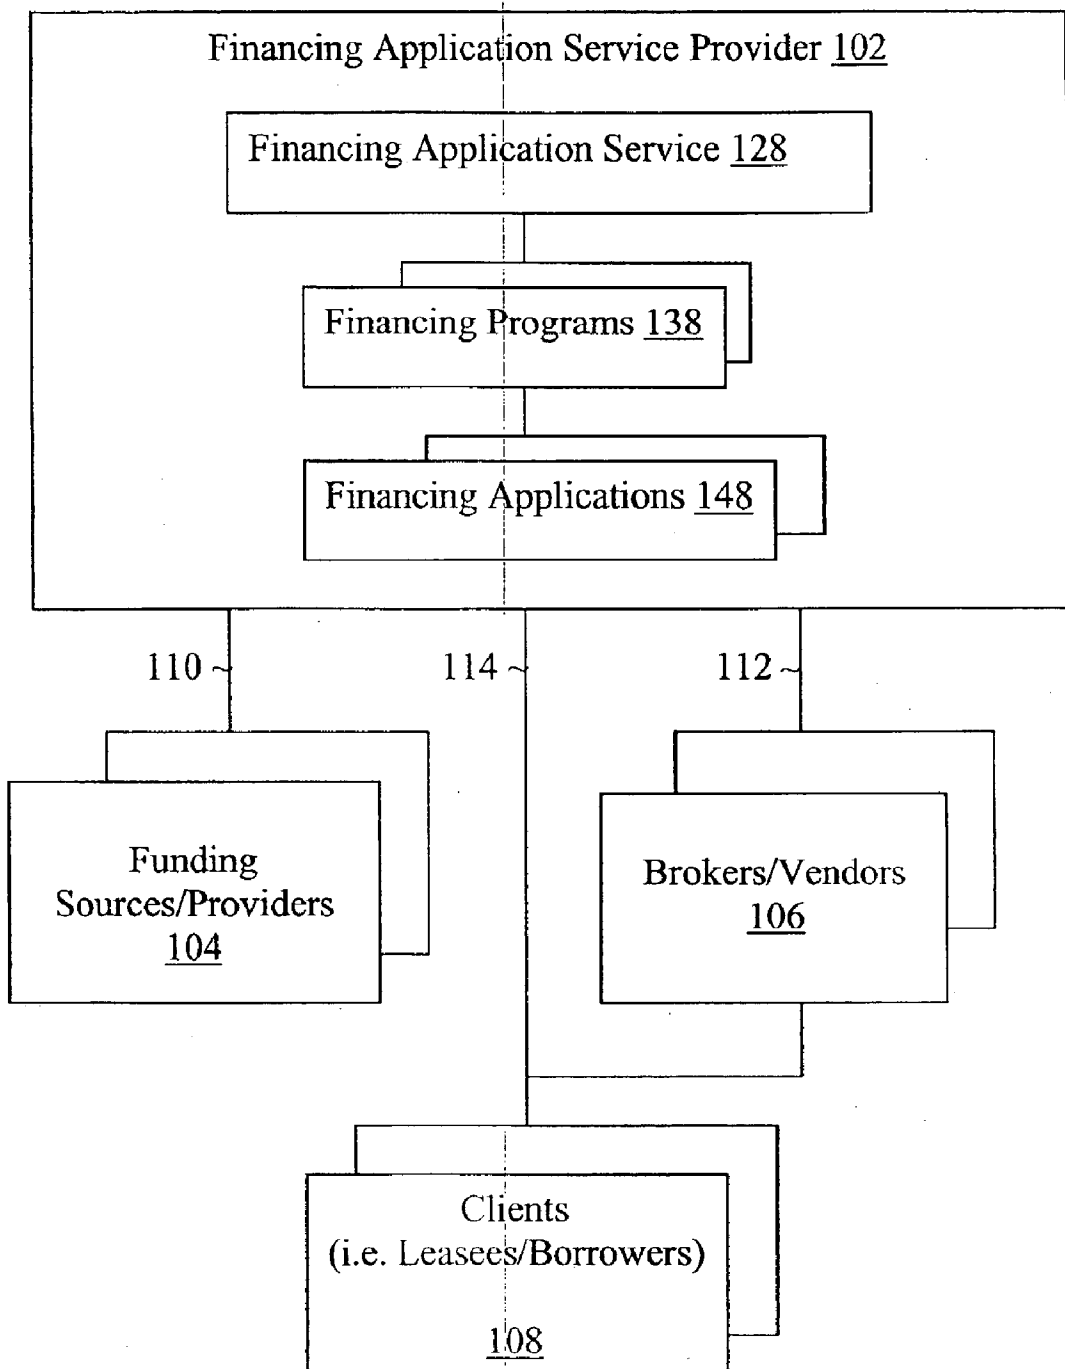 Financing Application Service Provider 102
Financing Application Service 128
Financing Programs 138
Financing Applications 148
110 ~
114 ~
112 ~
Funding
Sources/Providers
104
Brokers/Vendors
106
Clients
(i.e. Leasees/Borrowers)
108